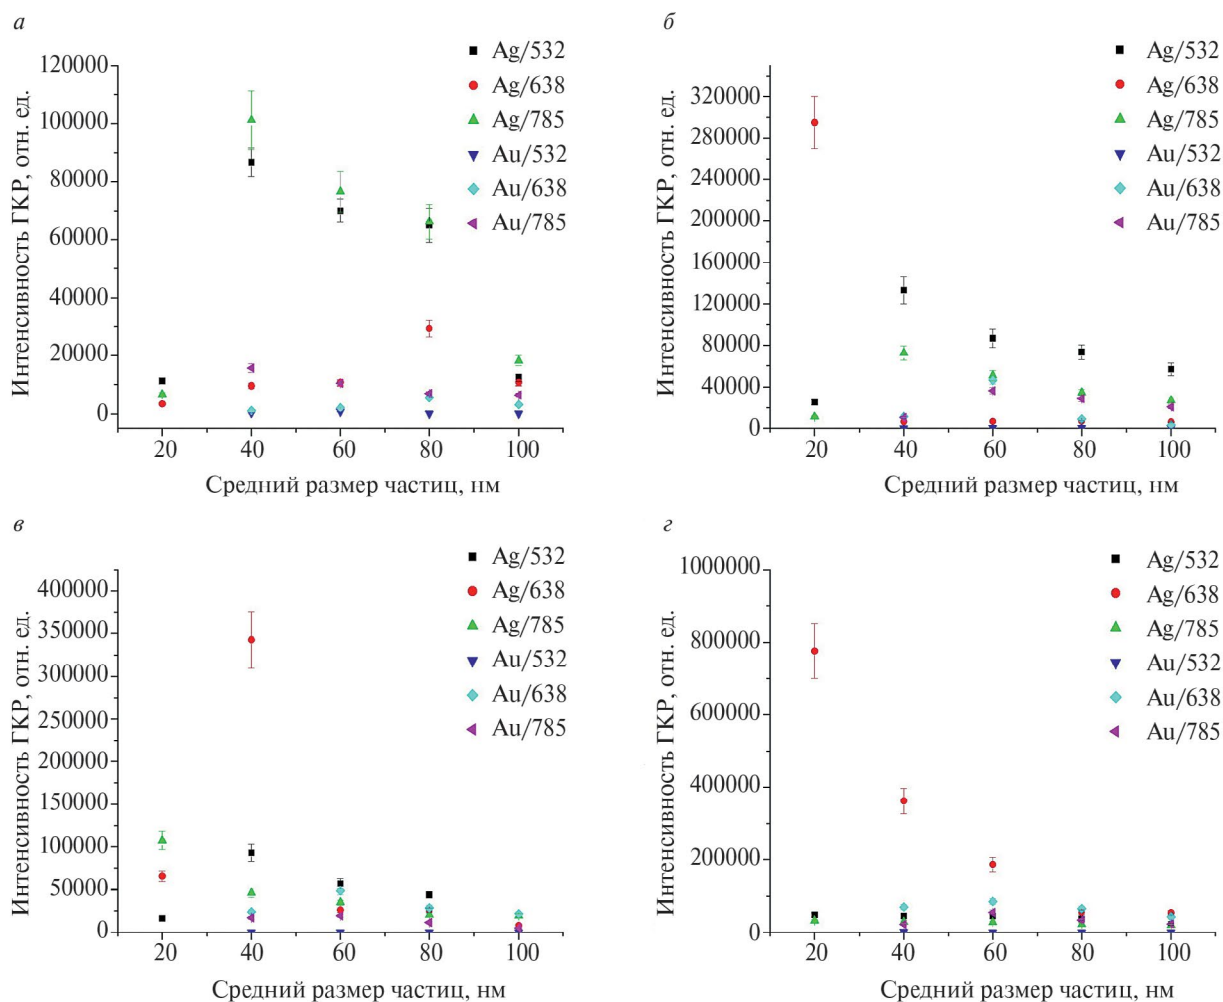 а
Ag/532
Ag/638
Ag/785
Au/532
Au/638
Au/785
120000
100000
80000
60000
40000
20000
0
Интенсивность ГКР, отн. ед.
20 40 60 80 100
Средний размер частиц, нм
б
Ag/532
Ag/638
Ag/785
Au/532
Au/638
Au/785
320000
280000
240000
200000
160000
120000
80000
40000
0
Интенсивность ГКР, отн. ед.
20 40 60 80 100
Средний размер частиц, нм
в
Ag/532
Ag/638
Ag/785
Au/532
Au/638
Au/785
400000
350000
300000
250000
200000
150000
100000
50000
0
Интенсивность ГКР, отн. ед.
20 40 60 80 100
Средний размер частиц, нм
г
Ag/532
Ag/638
Ag/785
Au/532
Au/638
Au/785
1000000
800000
600000
400000
200000
0
Интенсивность ГКР, отн. ед.
20 40 60 80 100
Средний размер частиц, нм